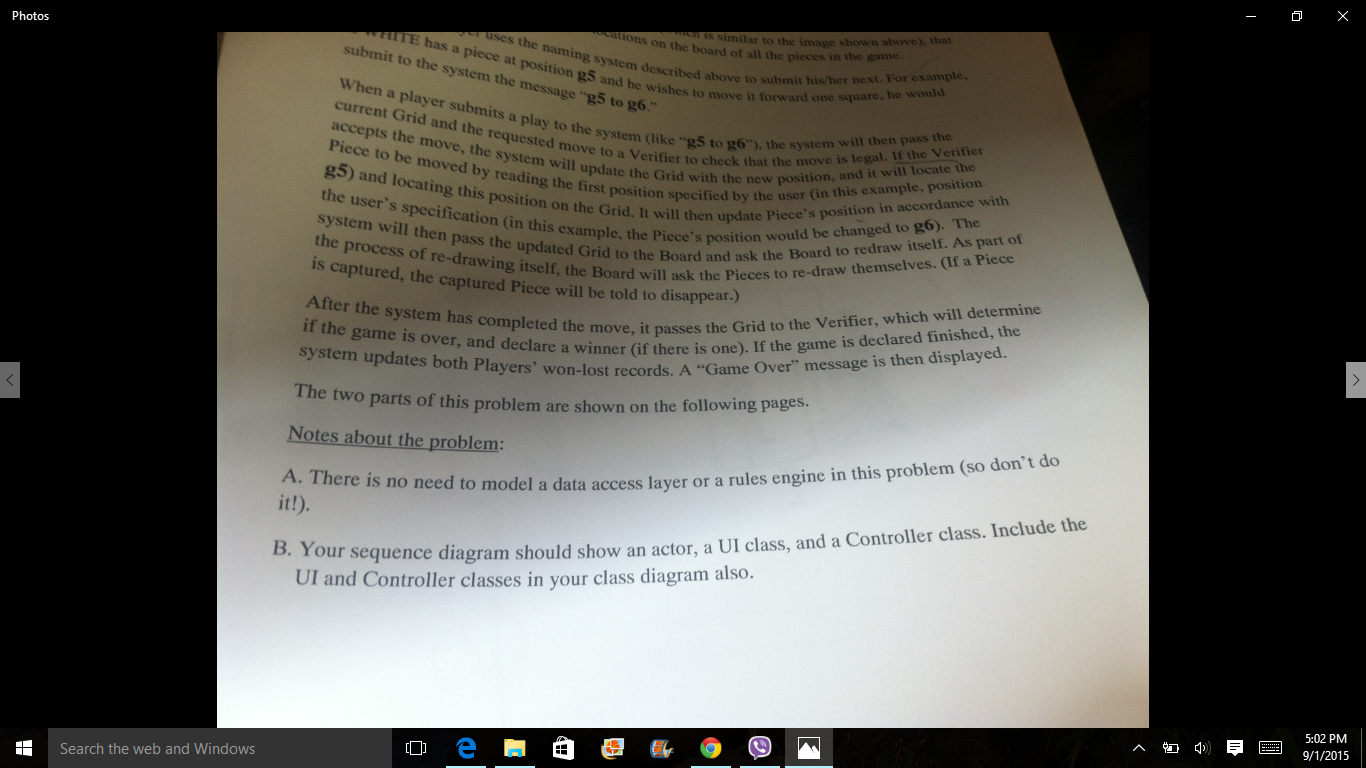 Photos
is similar to the image shown above), that
uses the naming system described above to submit his/her next. For example,
locations on the board of all the pieces in the game.
WHITE has a piece at position g5 and he wishes to move it forward one square, he would
submit to the system the message "g5 to g6."
When a player submits a play to the system (like "g5 to g6"), the system will then pass the
current Grid and the requested move to a Verifier to check that the move is legal. If the Verifier
accepts the move, the system will update the Grid with the new position, and it will locate the
Piece to be moved by reading the first position specified by the user (in this example, position
g5) and locating this position on the Grid. It will then update Piece's position in accordance with
the user's specification (in this example, the Piece's position would be changed to g6). The
system will then pass the updated Grid to the Board and ask the Board to redraw itself. As part of
the process of re-drawing itself, the Board will ask the Pieces to re-draw themselves. (If a Piece
is captured, the captured Piece will be told to disappear.)
After the system has completed the move, it passes the Grid to the Verifier, which will determine
if the game is over, and declare a winner (if there is one). If the game is declared finished, the
system updates both Players' won-lost records. A "Game Over" message is then displayed.
The two parts of this problem are shown on the following pages.
Notes about the problem:
A. There is no need to model a data access layer or a rules engine in this problem (so don't do
it!).
B. Your sequence diagram should show an actor, a UI class, and a Controller class. Include the
UI and Controller classes in your class diagram also.
Search the web and Windows
5:02 PM
9/1/2015